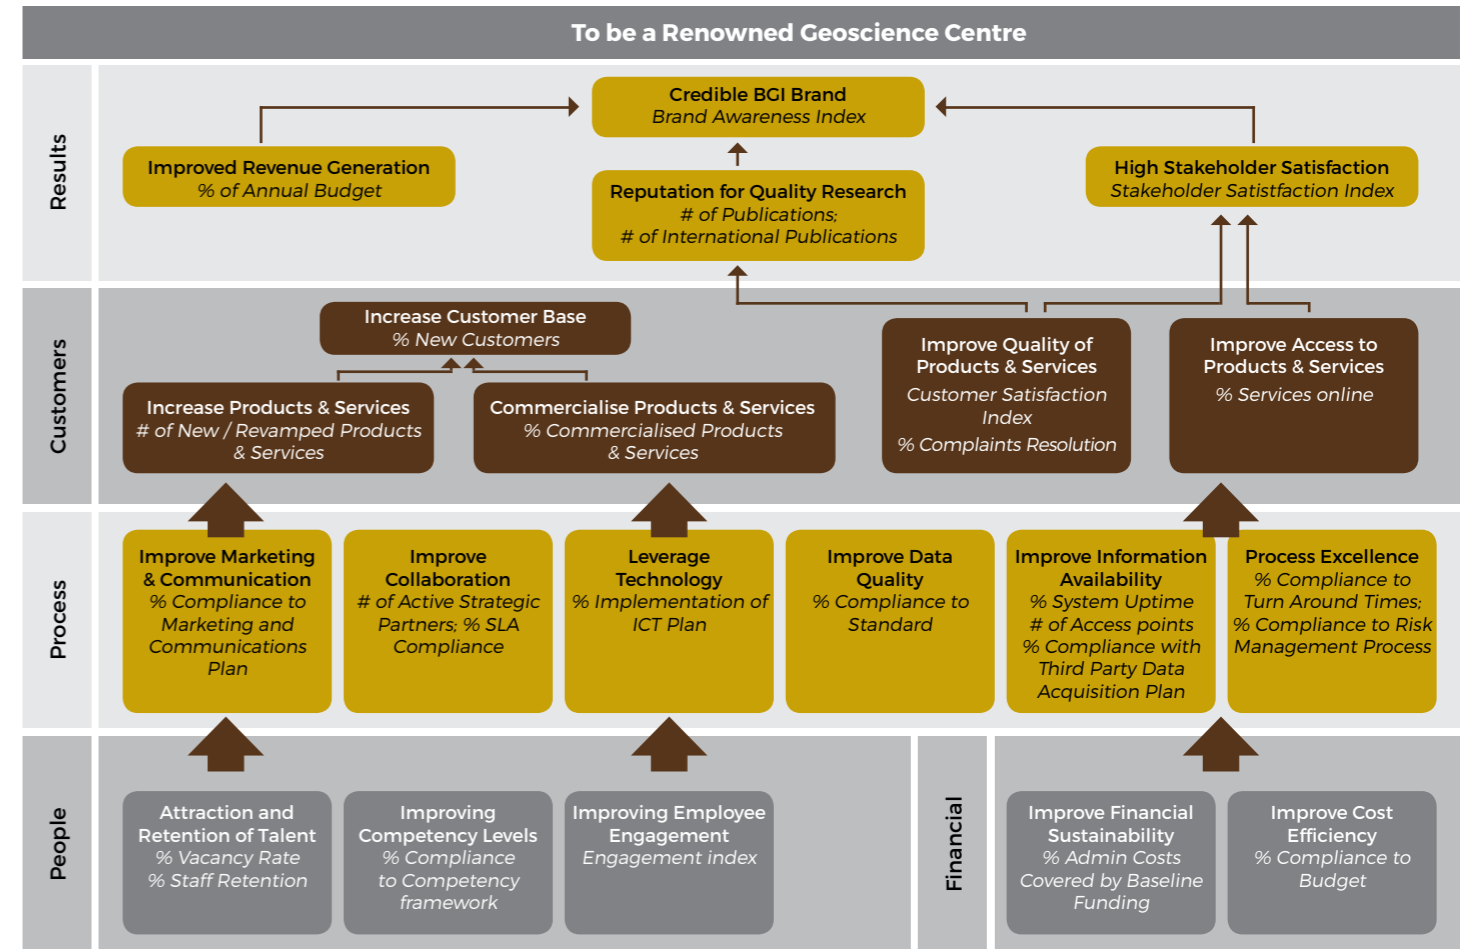 To be a Renowned Geoscience Centre
Results
Credible BGI Brand
Brand Awareness Index
Improved Revenue Generation
% of Annual Budget
Reputation for Quality Research
# of Publications;
# of International Publications
High Stakeholder Satisfaction
Stakeholder Satistfaction Index
Customers
Increase Customer Base
% New Customers
Increase Products & Services
# of New / Revamped Products
& Services
Commercialise Products & Services
% Commercialised Products
& Services
Improve Quality of
Products & Services
Customer Satisfaction
Index
% Complaints Resolution
Improve Access to
Products & Services
% Services online
Process
Improve Marketing
& Communication
% Compliance to
Marketing and
Communications
Plan
Improve
Collaboration
# of Active Strategic
Partners; % SLA
Compliance
Leverage
Technology
% Implementation of
ICT Plan
Improve Data
Quality
% Compliance to
Standard
Improve Information
Availability
% System Uptime
# of Access points
% Compliance with
Third Party Data
Acquisition Plan
Process Excellence
% Compliance to
Turn Around Times;
% Compliance to Risk
Management Process
People
Attraction and
Retention of Talent
% Vacancy Rate
% Staff Retention
Improving
Competency Levels
% Compliance
to Competency
framework
Improving Employee
Engagement
Engagement index
Financial
Improve Financial
Sustainability
% Admin Costs
Covered by Baseline
Funding
Improve Cost
Efficiency
% Compliance to
Budget